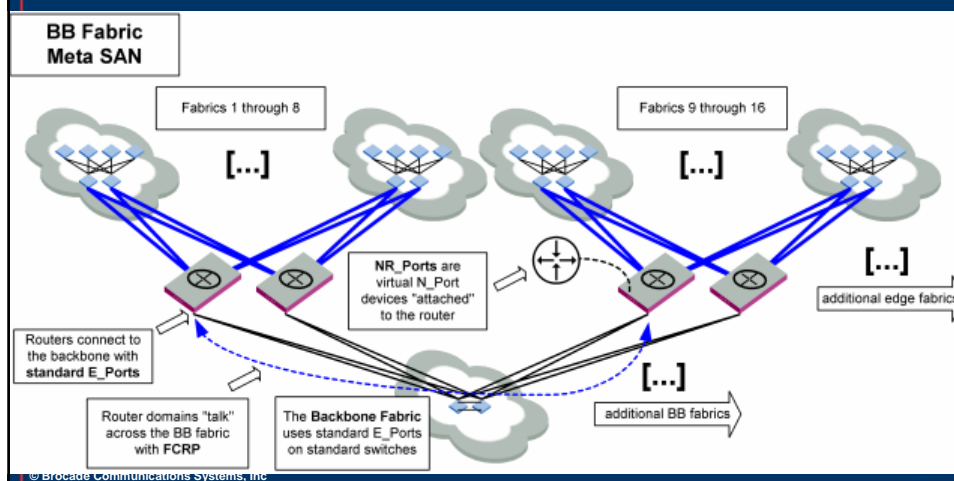 BB Fabric
Meta SAN
Fabrics 1 through 8
Fabrics 9 through 16
[...]
[...]
NR_Ports are
virtual N_Port
devices "attached"
to the router
[...]
additional edge fabrics
Routers connect to
the backbone with
standard E_Ports
[...]
additional BB fabrics
Router domains "talk"
across the BB fabric
with FCRP
The Backbone Fabric
uses standard E_Ports
on standard switches
© Brocade Communications Systems, Inc